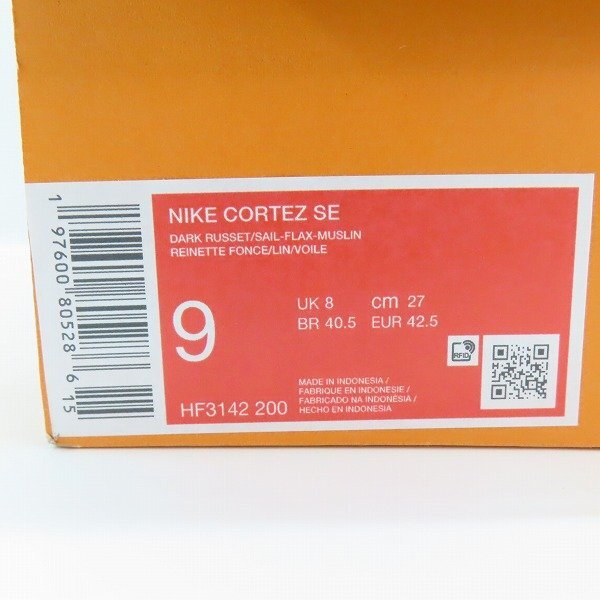 NIKE CORTEZ SE
DARK RUSSET/SAIL-FLAX-MUSLIN
REINETTE FONCE/LIN/VOILE
9
UK 8 cm 27
BR 40.5 EUR 42.5
RFID
HF3142 200
MADE IN INDONESIA /
FABRIQUE EN INDONESIE /
FABRICADO NA INDONÉSIA /
HECHO EN INDONESIA
1 97600 80528 6 15